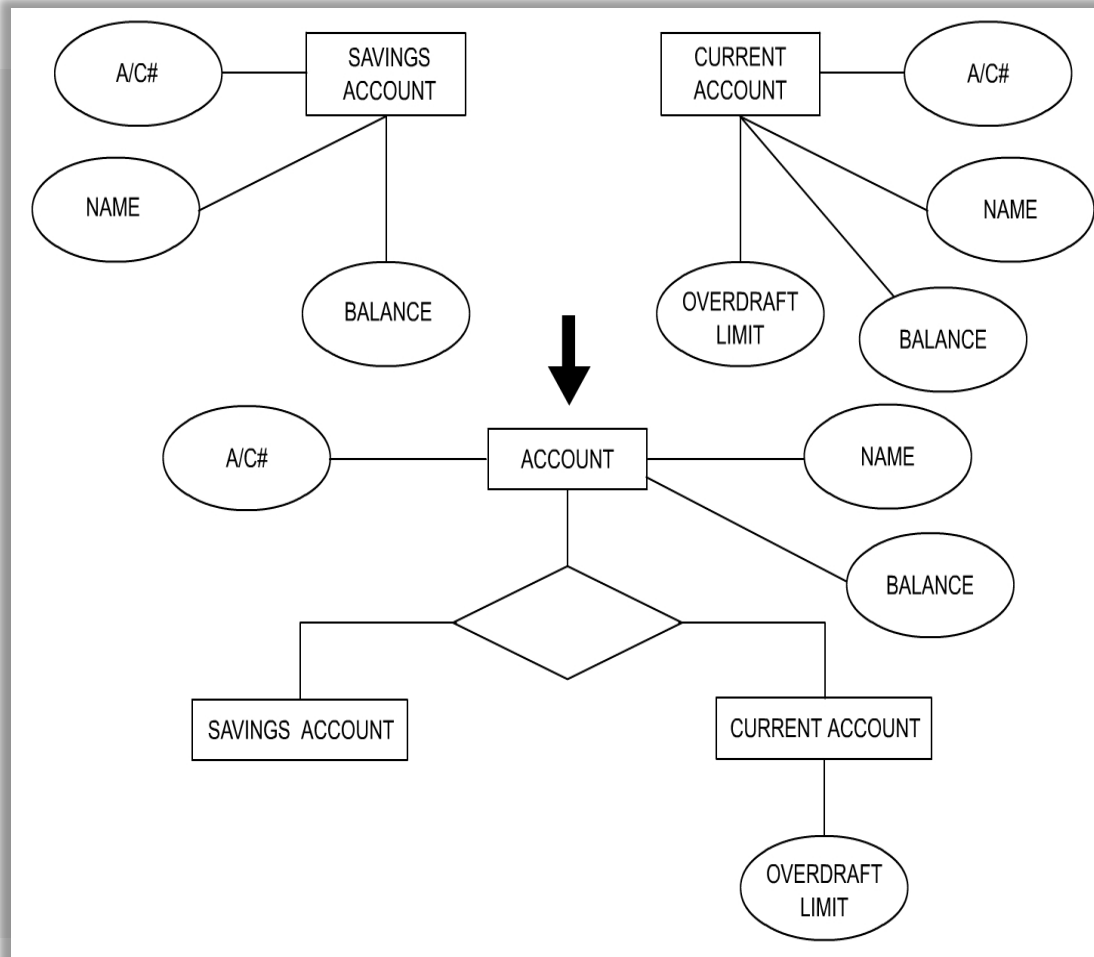 A/C#
SAVINGS
ACCOUNT
CURRENT
ACCOUNT
A/C#
NAME
NAME
BALANCE
OVERDRAFT
LIMIT
BALANCE
A/C#
ACCOUNT
NAME
BALANCE
SAVINGS ACCOUNT
CURRENT ACCOUNT
OVERDRAFT
LIMIT